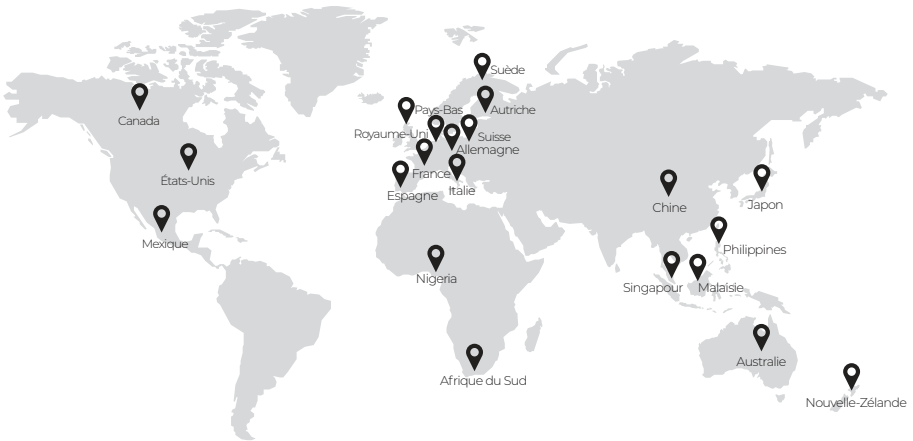 Suède
Canada
Pays-Bas
Autriche
Royaume-Uni
Suisse
Allemagne
États-Unis
France
Italie
Espagne
Chine
Japon
Mexique
Philippines
Nigeria
Singapour
Malaisie
Australie
Afrique du Sud
Nouvelle-Zélande